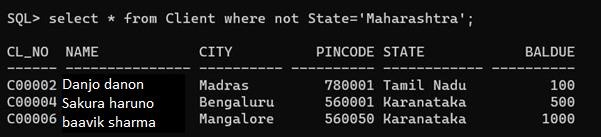 SQL> select * from Client where not State='Maharashtra';
CL_NO NAME CITY PINCODE STATE BALDUE
------ --------------- ---------- ---------- --------------- ----------
C00002 Danjo danon Madras 780001 Tamil Nadu 100
C00004 Sakura haruno Bengaluru 560001 Karanataka 500
C00006 baavik sharma Mangalore 560050 Karanataka 1000